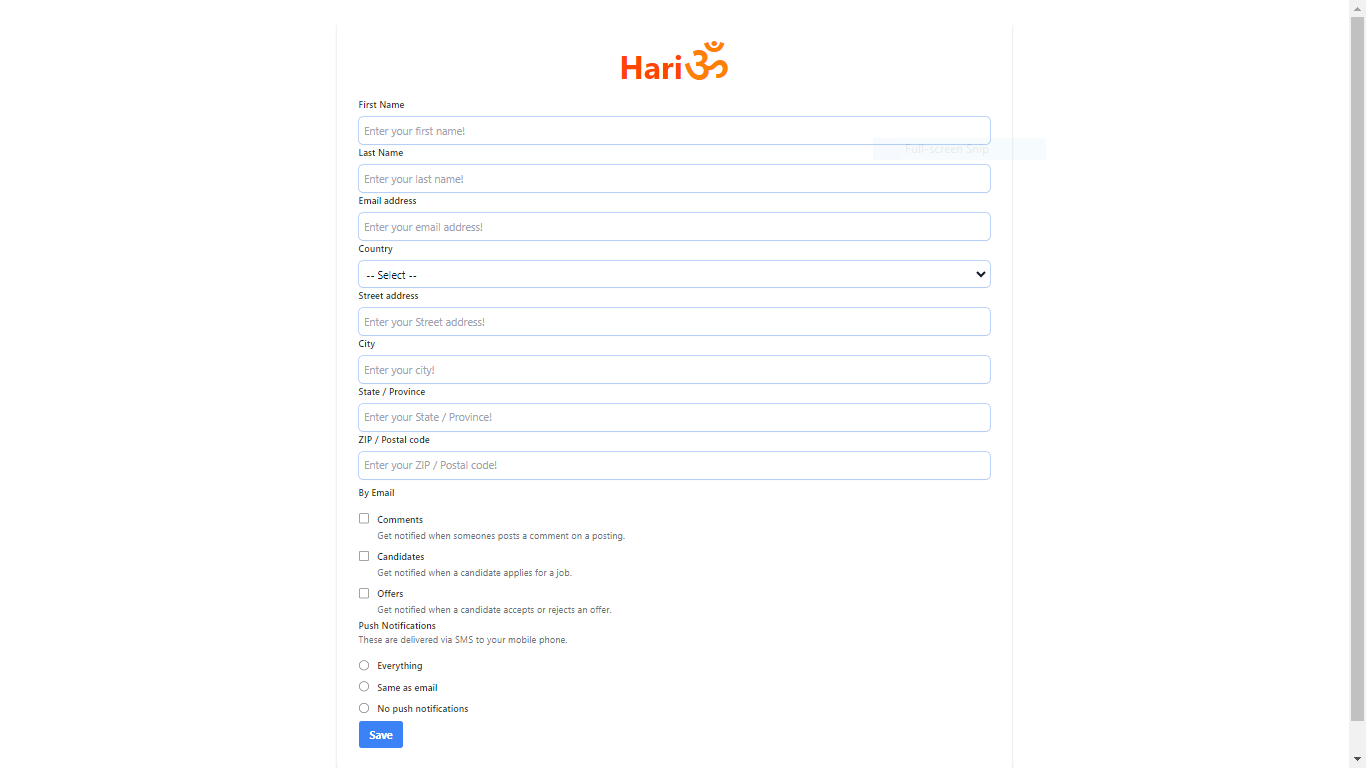 Hari ॐ
First Name
Enter your first name!
Full-screen Snip
Last Name
Enter your last name!
Email address
Enter your email address!
Country
-- Select --
Street address
Enter your Street address!
City
Enter your city!
State / Province
Enter your State / Province!
ZIP / Postal code
Enter your ZIP / Postal code!
By Email
Comments
Get notified when someones posts a comment on a posting.
Candidates
Get notified when a candidate applies for a job.
Offers
Get notified when a candidate accepts or rejects an offer.
Push Notifications
These are delivered via SMS to your mobile phone.
Everything
Same as email
No push notifications
Save